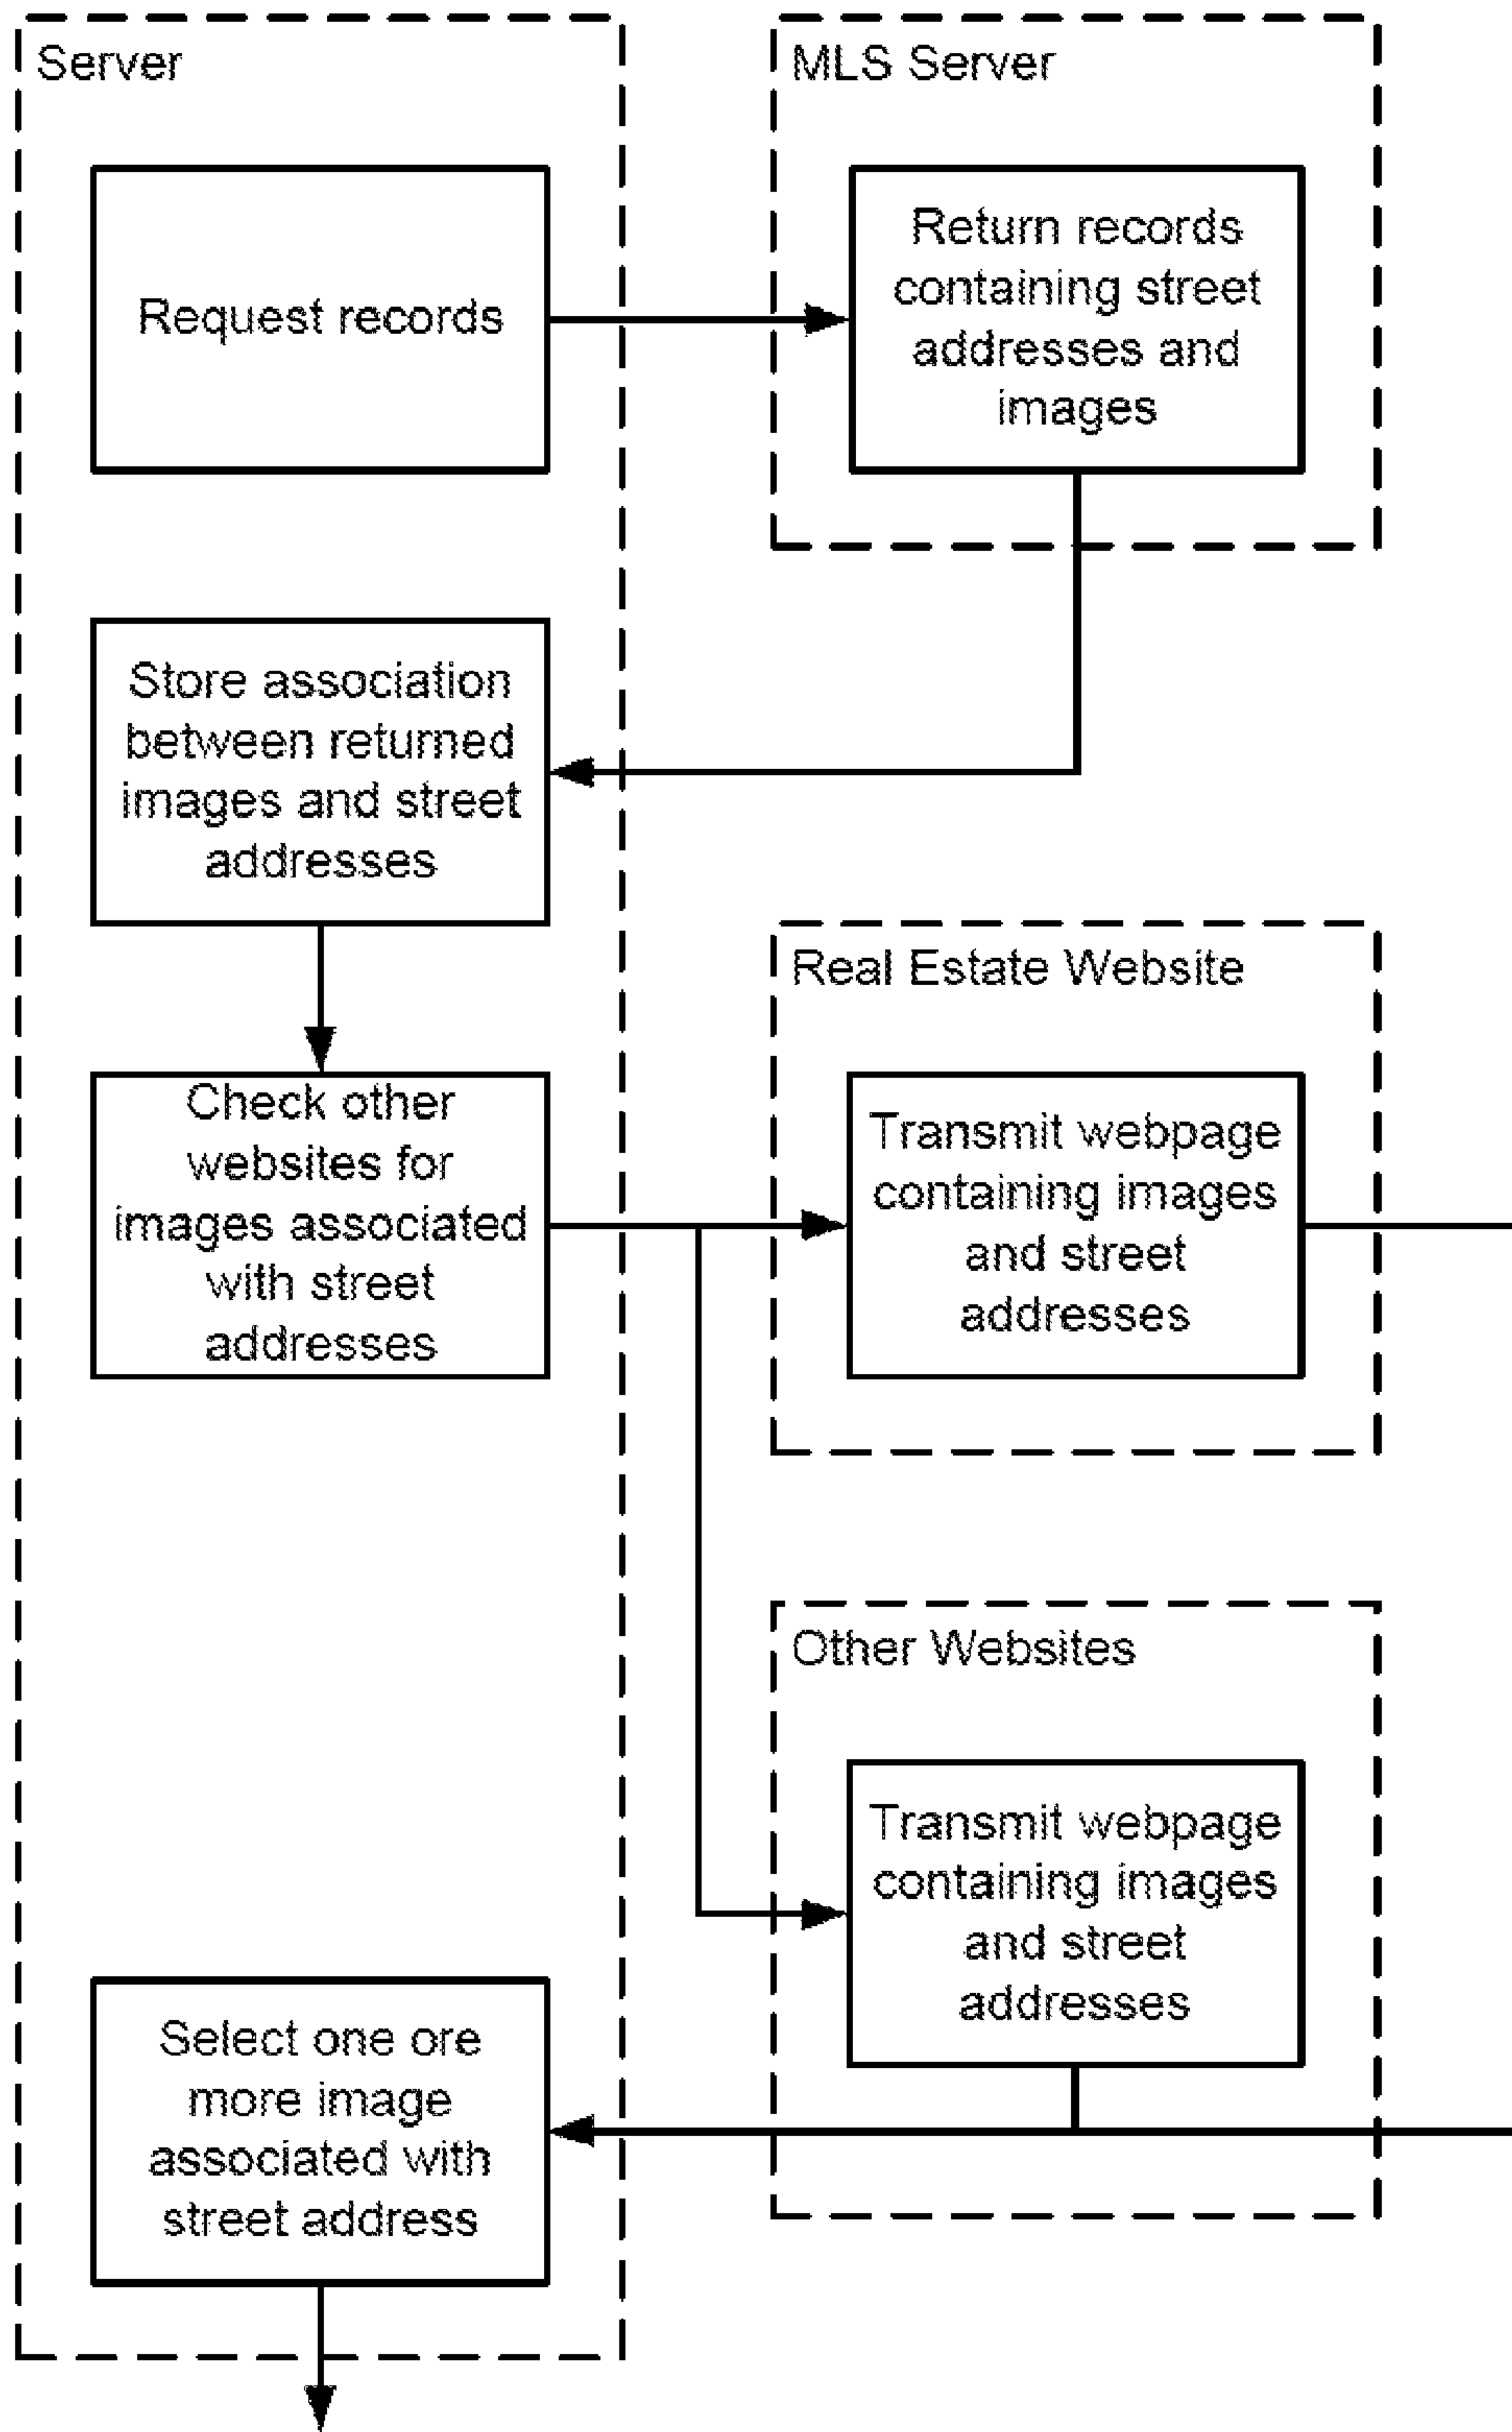 Server
Request records
MLS Server
Return records
containing street
addresses and
images
Store association
between returned
images and street
addresses
Check other
websites for
images associated
with street
addresses
Real Estate Website
Transmit webpage
containing images
and street
addresses
Other Websites
Transmit webpage
containing images
and street
addresses
Select one ore
more image
associated with
street address